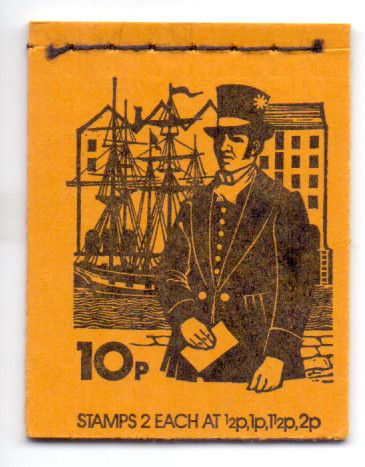 10p
STAMPS 2 EACH AT ½p,1p,1½p,2p